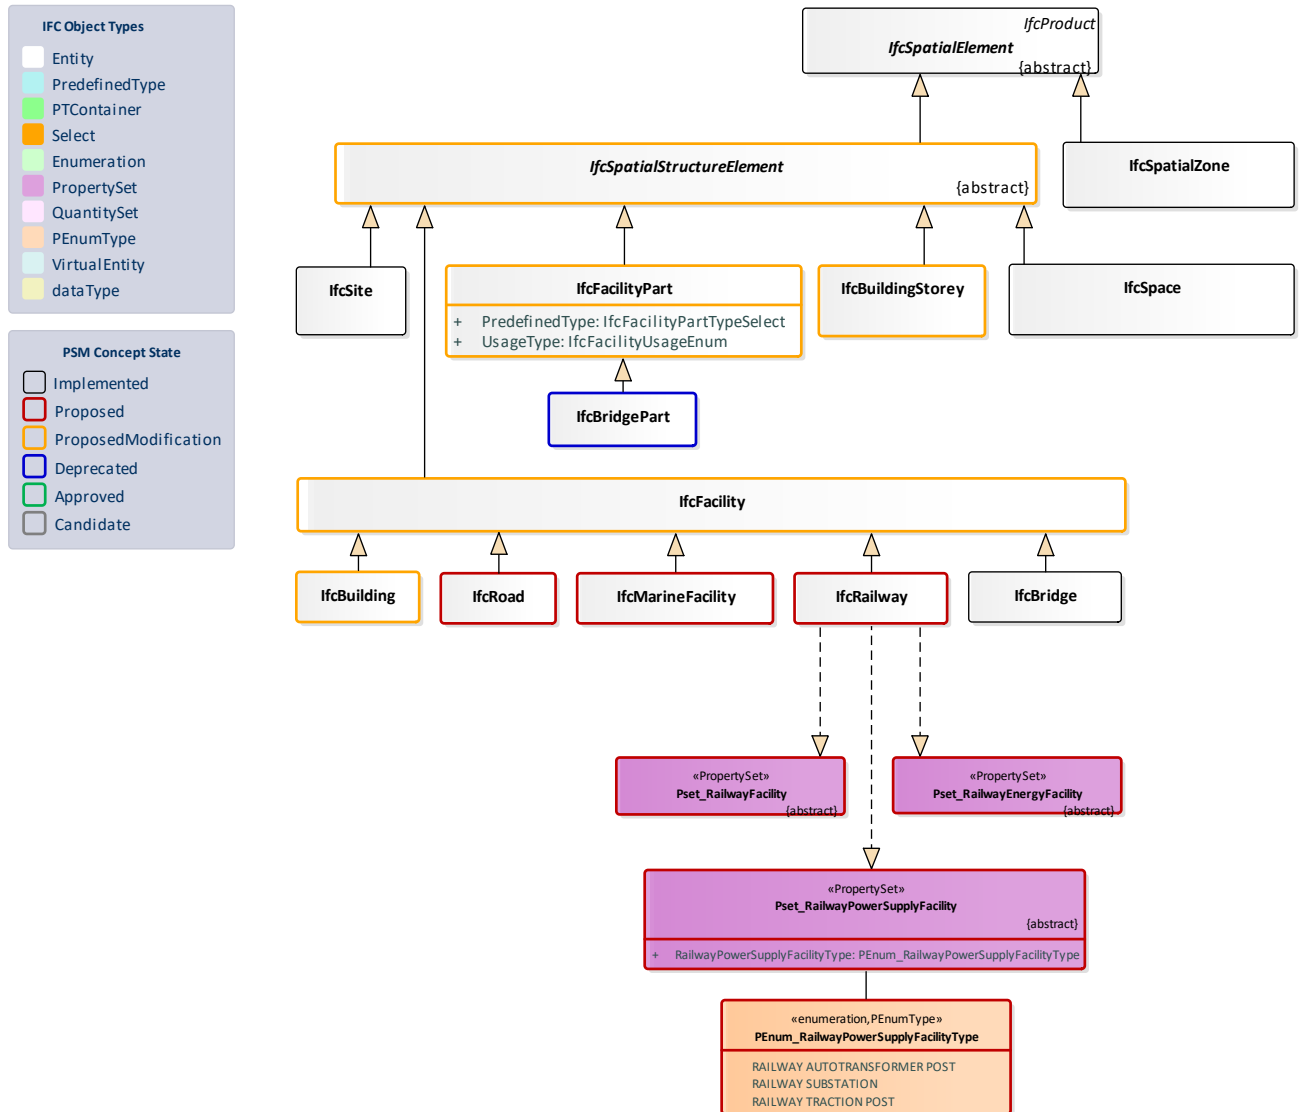 IFC Object Types
Entity
PredefinedType
PTContainer
Select
Enumeration
PropertySet
QuantitySet
PEnumType
VirtualEntity
dataType
PSM Concept State
Implemented
Proposed
ProposedModification
Deprecated
Approved
Candidate
IfcProduct
IfcSpatialElement
{abstract}
IfcSpatialStructureElement
{abstract}
IfcSpatialZone
IfcSite
IfcFacilityPart
+ PredefinedType: IfcFacilityPartTypeSelect
+ UsageType: IfcFacilityUsageEnum
IfcBuildingStorey
IfcSpace
IfcBridgePart
IfcFacility
IfcBuilding
IfcRoad
IfcMarineFacility
IfcRailway
IfcBridge
«PropertySet»
Pset_RailwayFacility
{abstract}
«PropertySet»
Pset_RailwayEnergyFacility
{abstract}
«PropertySet»
Pset_RailwayPowerSupplyFacility
{abstract}
+ RailwayPowerSupplyFacilityType: PEnum_RailwayPowerSupplyFacilityType
«enumeration,PEnumType»
PEnum_RailwayPowerSupplyFacilityType
RAILWAY AUTOTRANSFORMER POST
RAILWAY SUBSTATION
RAILWAY TRACTION POST